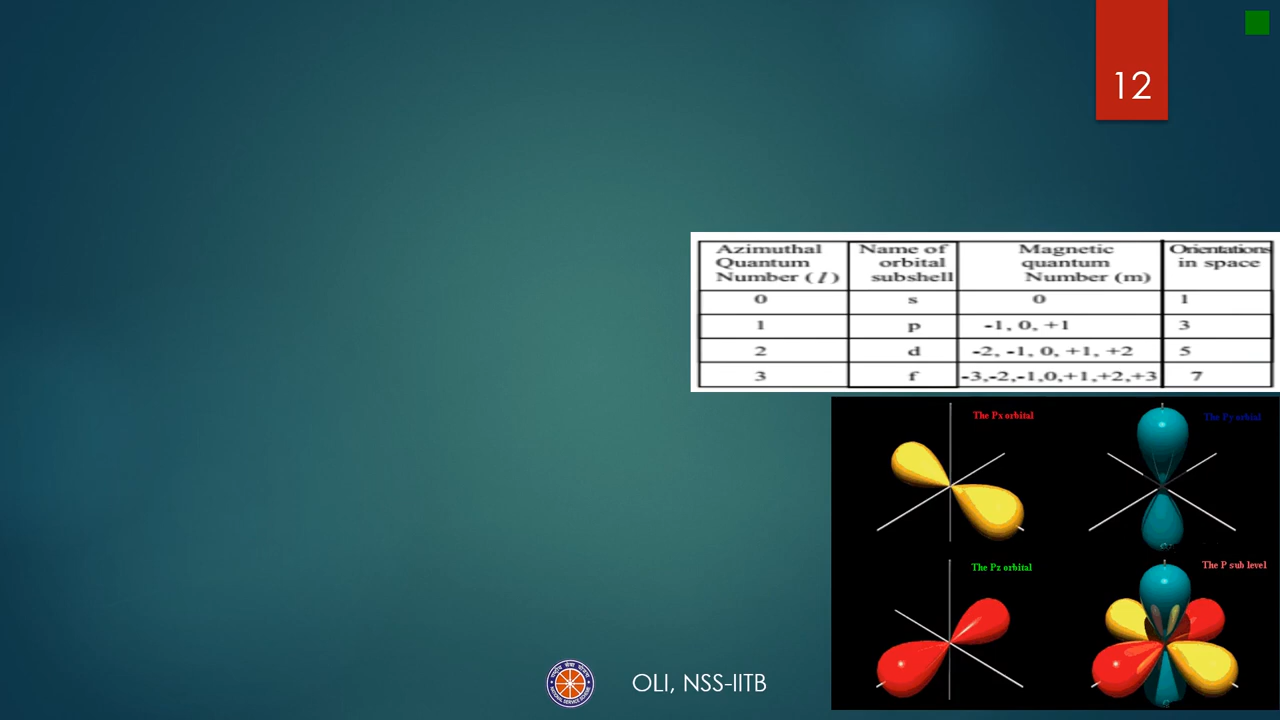 12
Azimuthal Quantum Number (l) Name of orbital subshell Magnetic quantum Number (m) Orientations in space
0 s 0 1
1 p -1, 0, +1 3
2 d -2, -1, 0, +1, +2 5
3 f -3,-2,-1,0,+1,+2,+3 7
The Px orbital
The Py orbital
The Pz orbital
The P sub level
OLI, NSS-IITB